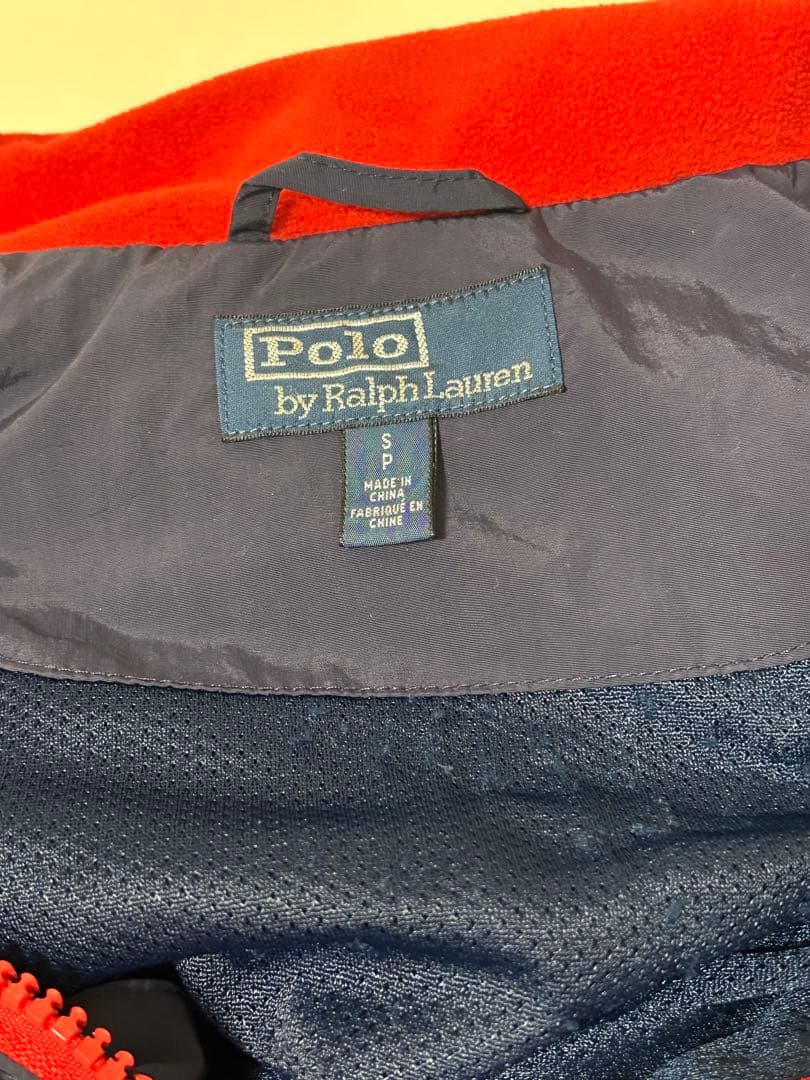 Polo
by Ralph Lauren
S
P
MADE IN
CHINA
FABRIQUÉ EN
CHINE